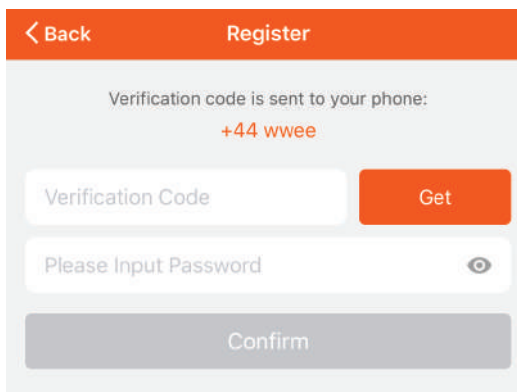 Back Register
Verification code is sent to your phone:
+44 wwee
Verification Code Get
Please Input Password
Confirm